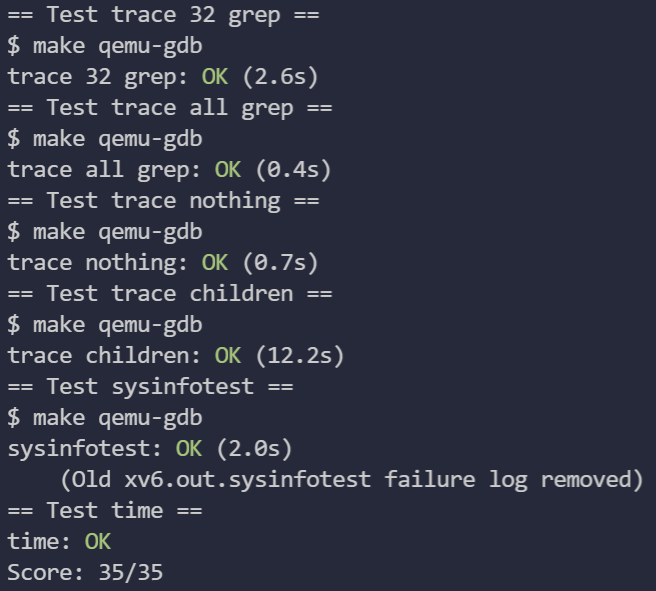 == Test trace 32 grep ==
$ make qemu-gdb
trace 32 grep: OK (2.6s)
== Test trace all grep ==
$ make qemu-gdb
trace all grep: OK (0.4s)
== Test trace nothing ==
$ make qemu-gdb
trace nothing: OK (0.7s)
== Test trace children ==
$ make qemu-gdb
trace children: OK (12.2s)
== Test sysinfotest ==
$ make qemu-gdb
sysinfotest: OK (2.0s)
    (Old xv6.out.sysinfotest failure log removed)
== Test time ==
time: OK
Score: 35/35